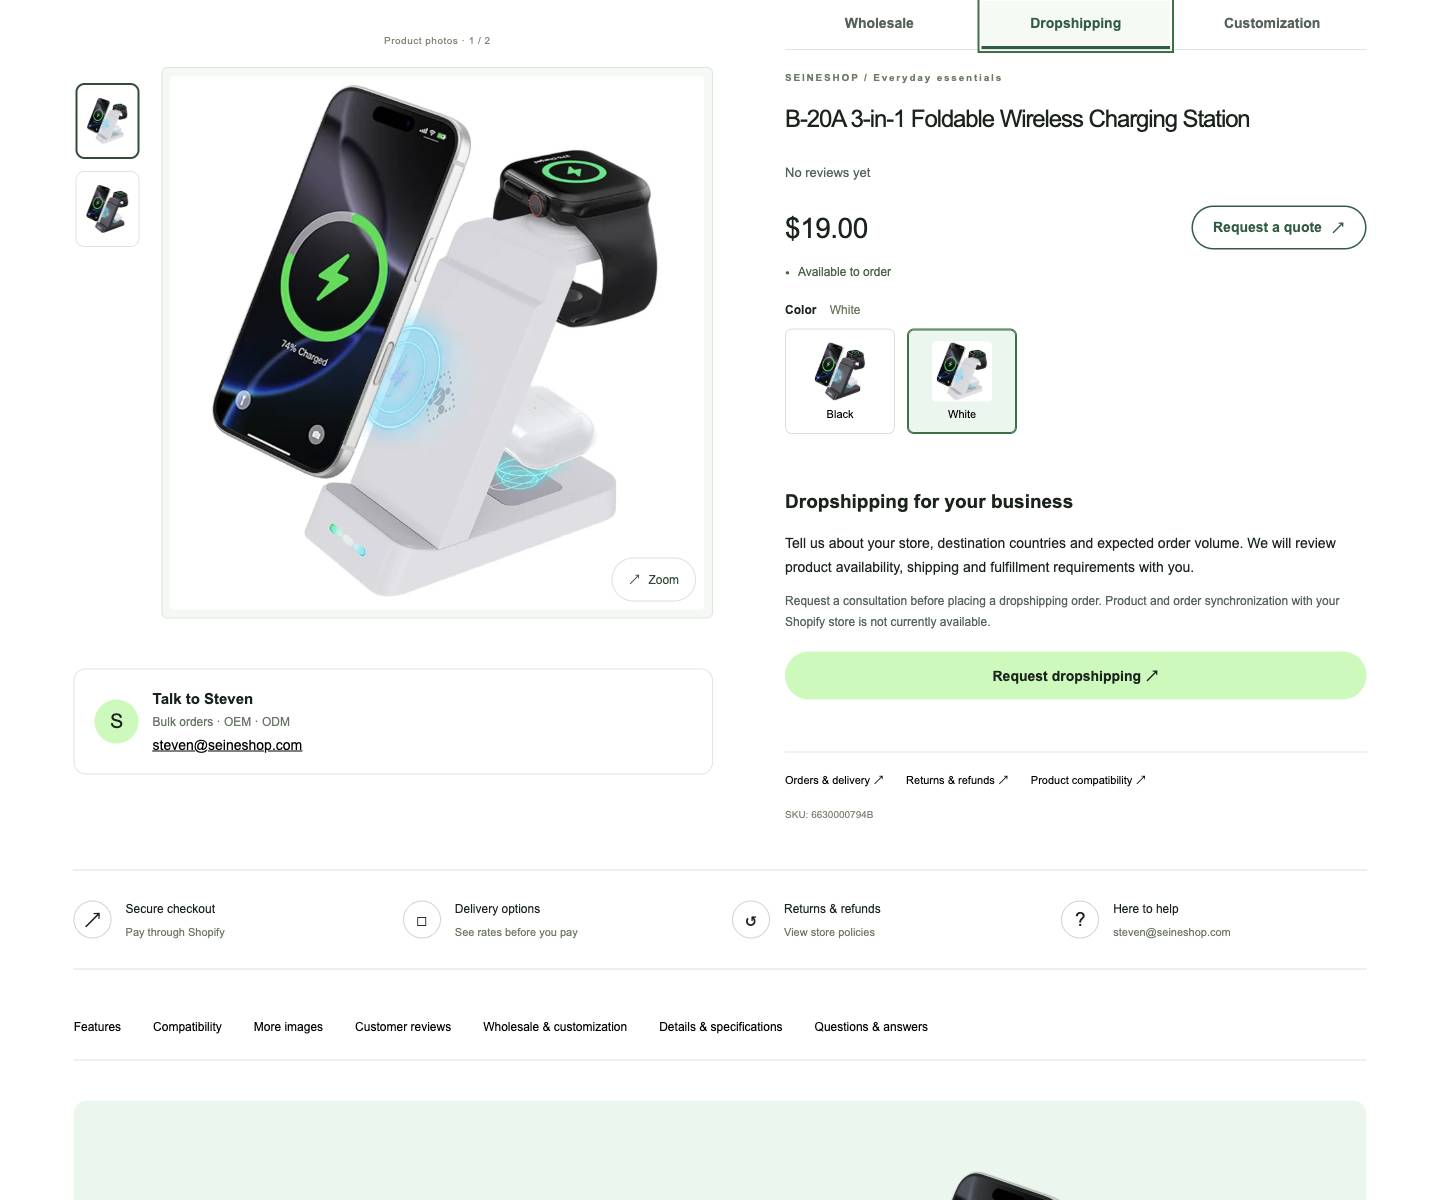 Wholesale
Dropshipping
Customization
Product photos · 1 / 2
SEINESHOP / Everyday essentials
B-20A 3-in-1 Foldable Wireless Charging Station
No reviews yet
$19.00
Request a quote ↗
• Available to order
Color White
Black
White
74% Charged
Zoom
Dropshipping for your business
Tell us about your store, destination countries and expected order volume. We will review
product availability, shipping and fulfillment requirements with you.
Request a consultation before placing a dropshipping order. Product and order synchronization with your
Shopify store is not currently available.
Request dropshipping ↗
S
Talk to Steven
Bulk orders · OEM · ODM
steven@seineshop.com
Orders & delivery ↗
Returns & refunds ↗
Product compatibility ↗
SKU: 6630000794B
Secure checkout
Pay through Shopify
Delivery options
See rates before you pay
Returns & refunds
View store policies
?
Here to help
steven@seineshop.com
Features
Compatibility
More images
Customer reviews
Wholesale & customization
Details & specifications
Questions & answers